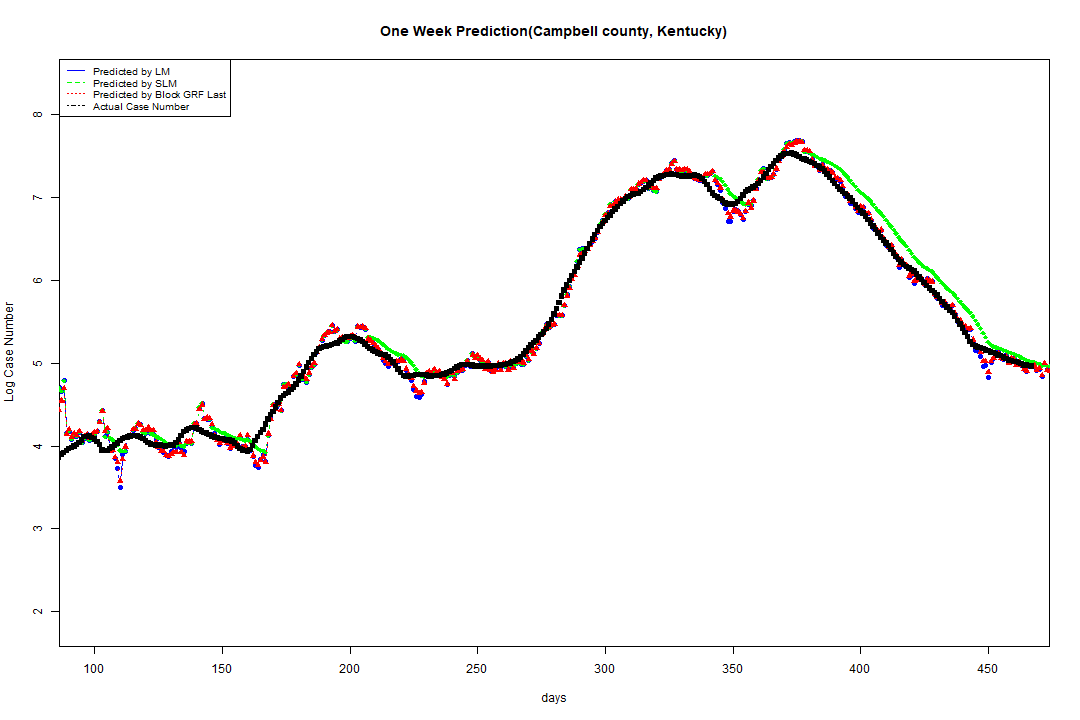 One Week Prediction(Campbell county, Kentucky)
Predicted by LM
Predicted by SLM
Predicted by Block GRF Last
Actual Case Number
Log Case Number
8
7
6
5
4
3
2
100 150 200 250 300 350 400 450
days